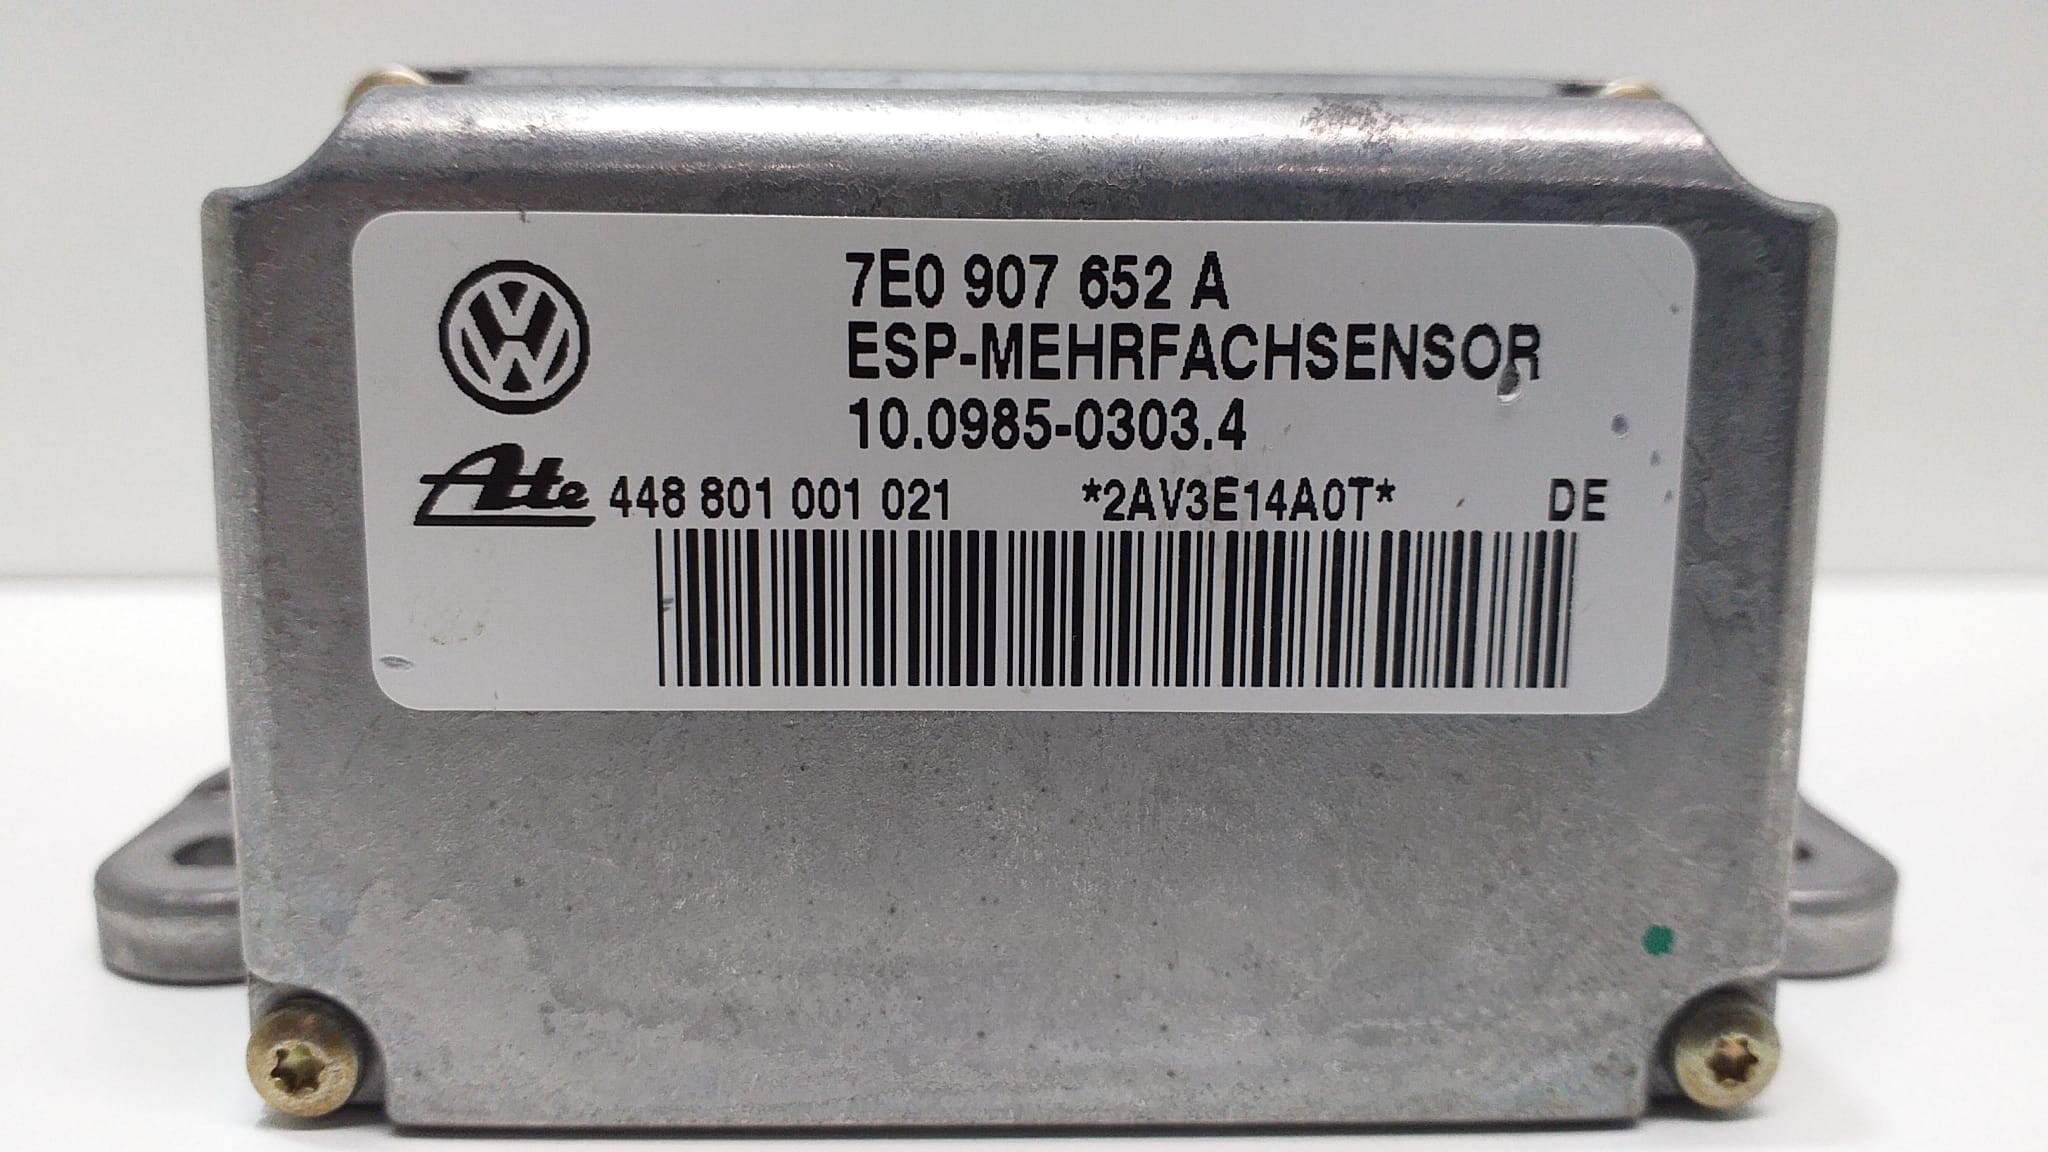 7E0 907 652 A
ESP-MEHRFACHSENSOR
10.0985-0303.4
Ate 448 801 001 021 *2AV3E14A0T* DE